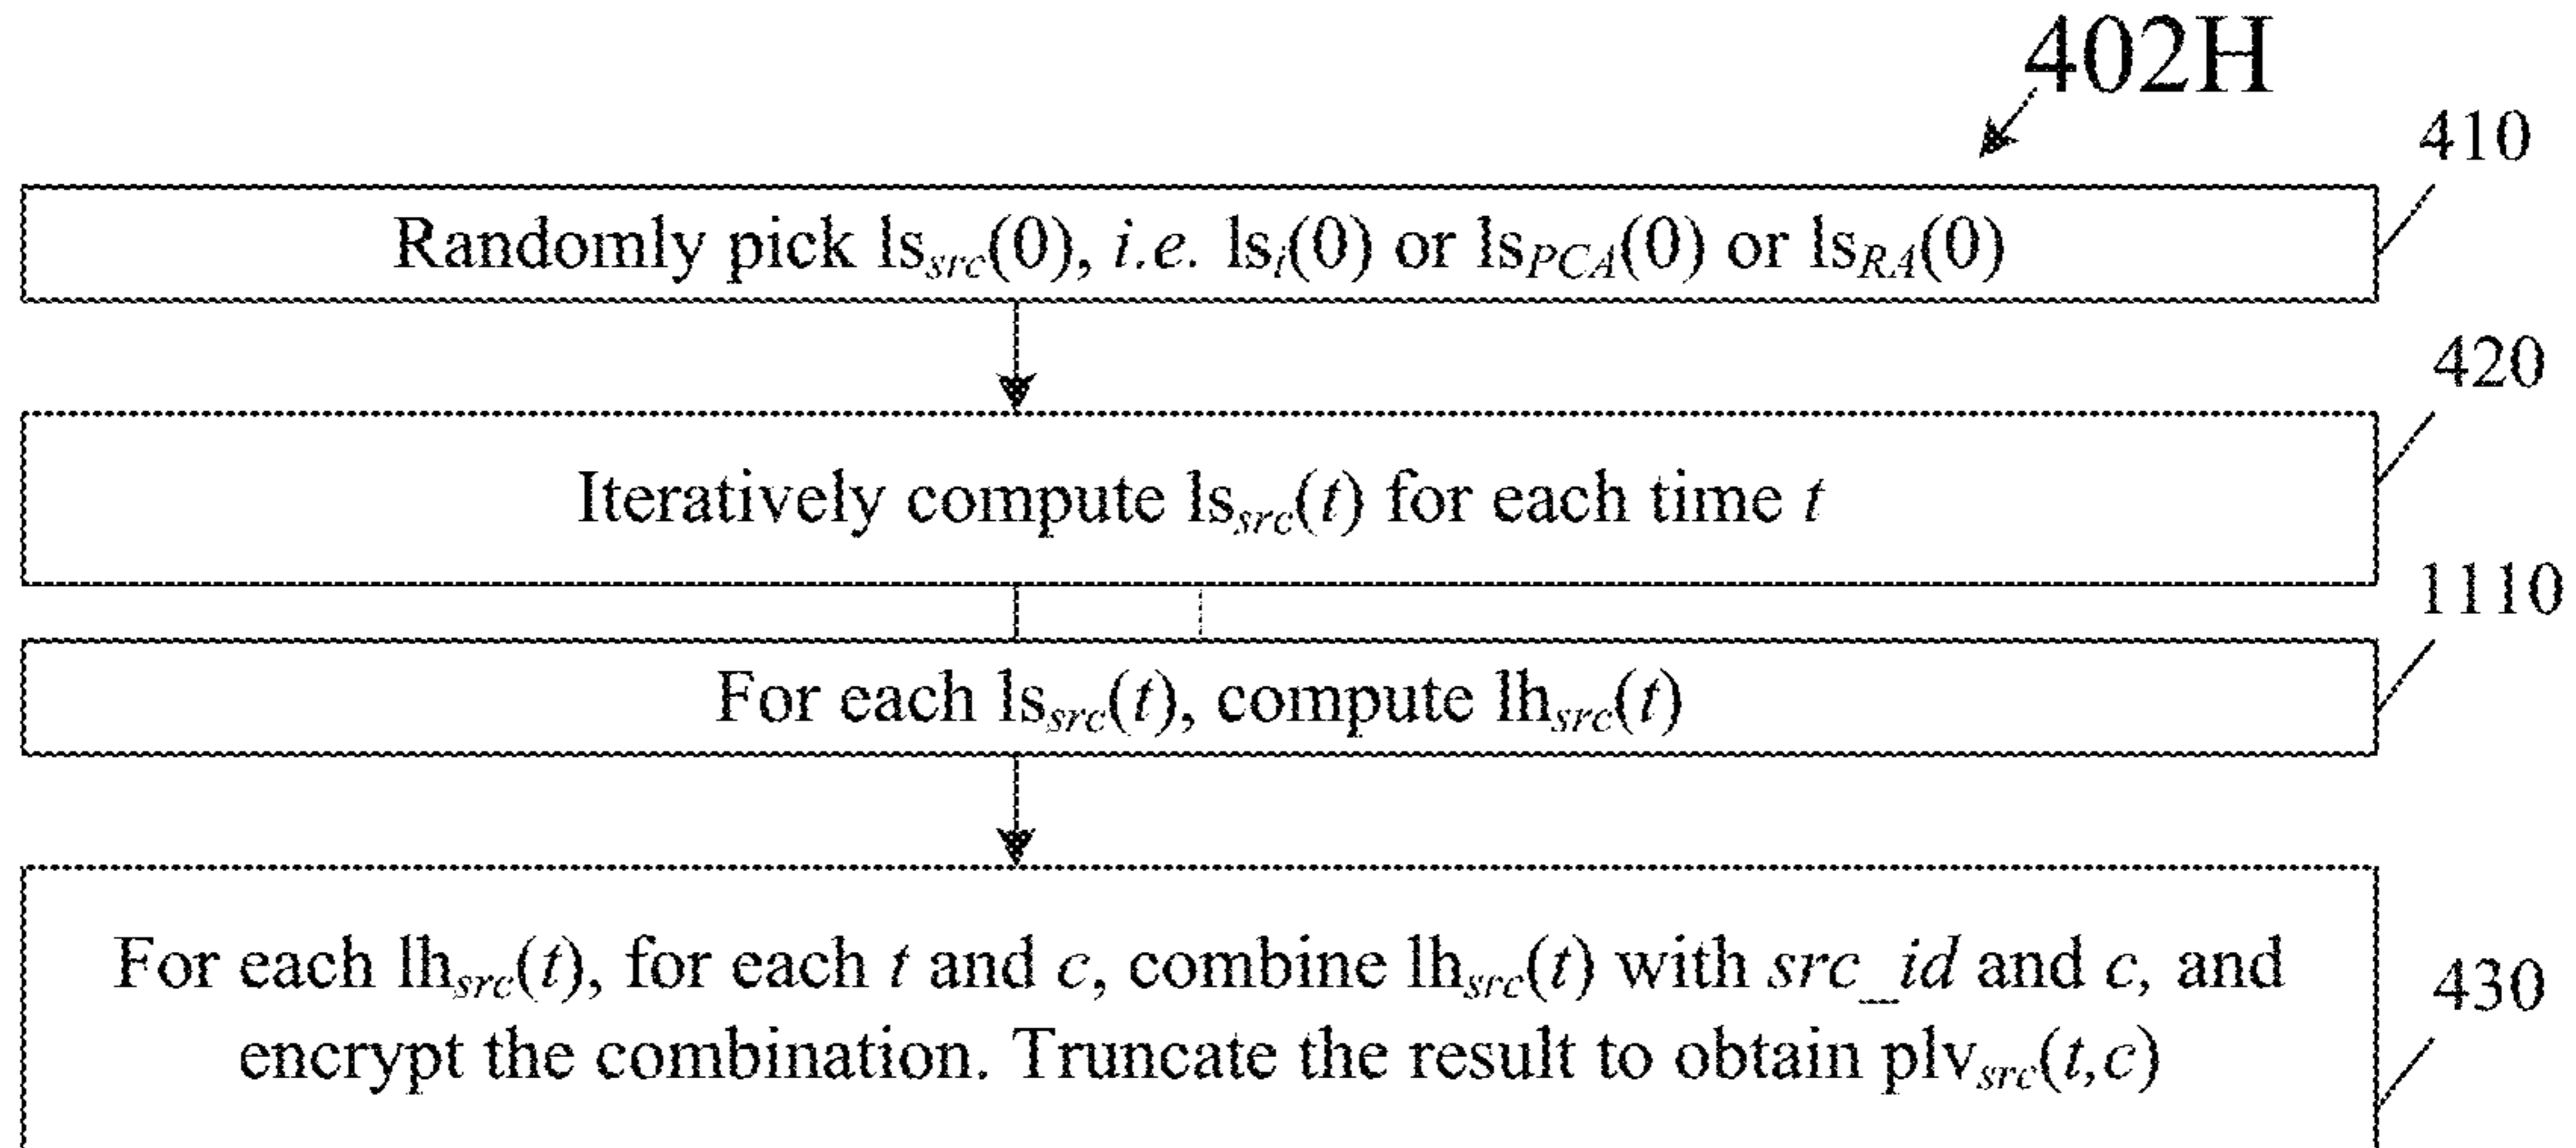 402H
410
Randomly pick ls_src(0), i.e. ls_i(0) or ls_PCA(0) or ls_RA(0)
420
Iteratively compute ls_src(t) for each time t
1110
For each ls_src(t), compute lh_src(t)
For each lh_src(t), for each t and c, combine lh_src(t) with src_id and c, and
430
encrypt the combination. Truncate the result to obtain plv_src(t,c)